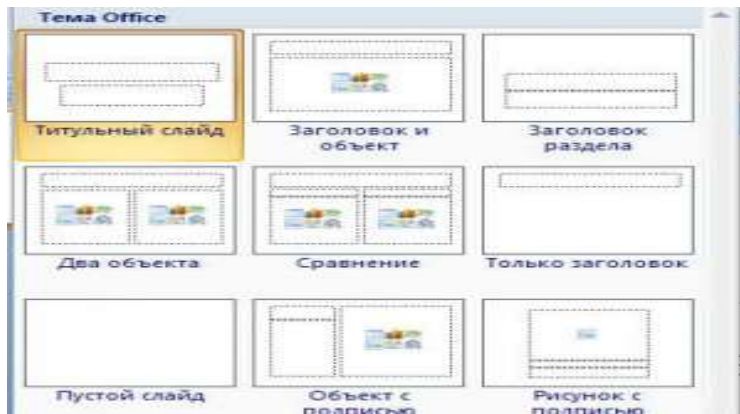 Тема Office
Титульный слайд
Заголовок и
объект
Заголовок
раздела
Два объекта
Сравнение
Только заголовок
Пустой слайд
Объект с
подписью
Рисунок с
подписью